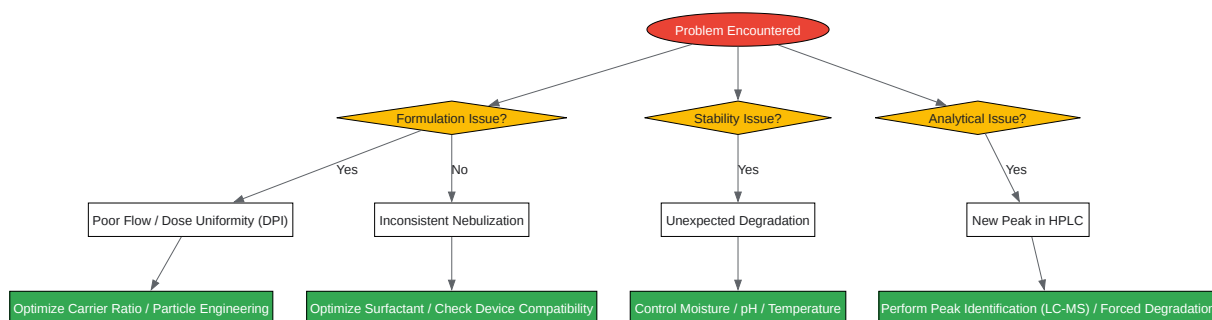 Problem Encountered
Formulation Issue?
Stability Issue?
Analytical Issue?
Yes
No
Yes
Yes
Poor Flow / Dose Uniformity (DPI)
Inconsistent Nebulization
Unexpected Degradation
New Peak in HPLC
Optimize Carrier Ratio / Particle Engineering
Optimize Surfactant / Check Device Compatibility
Control Moisture / pH / Temperature
Perform Peak Identification (LC-MS) / Forced Degradation